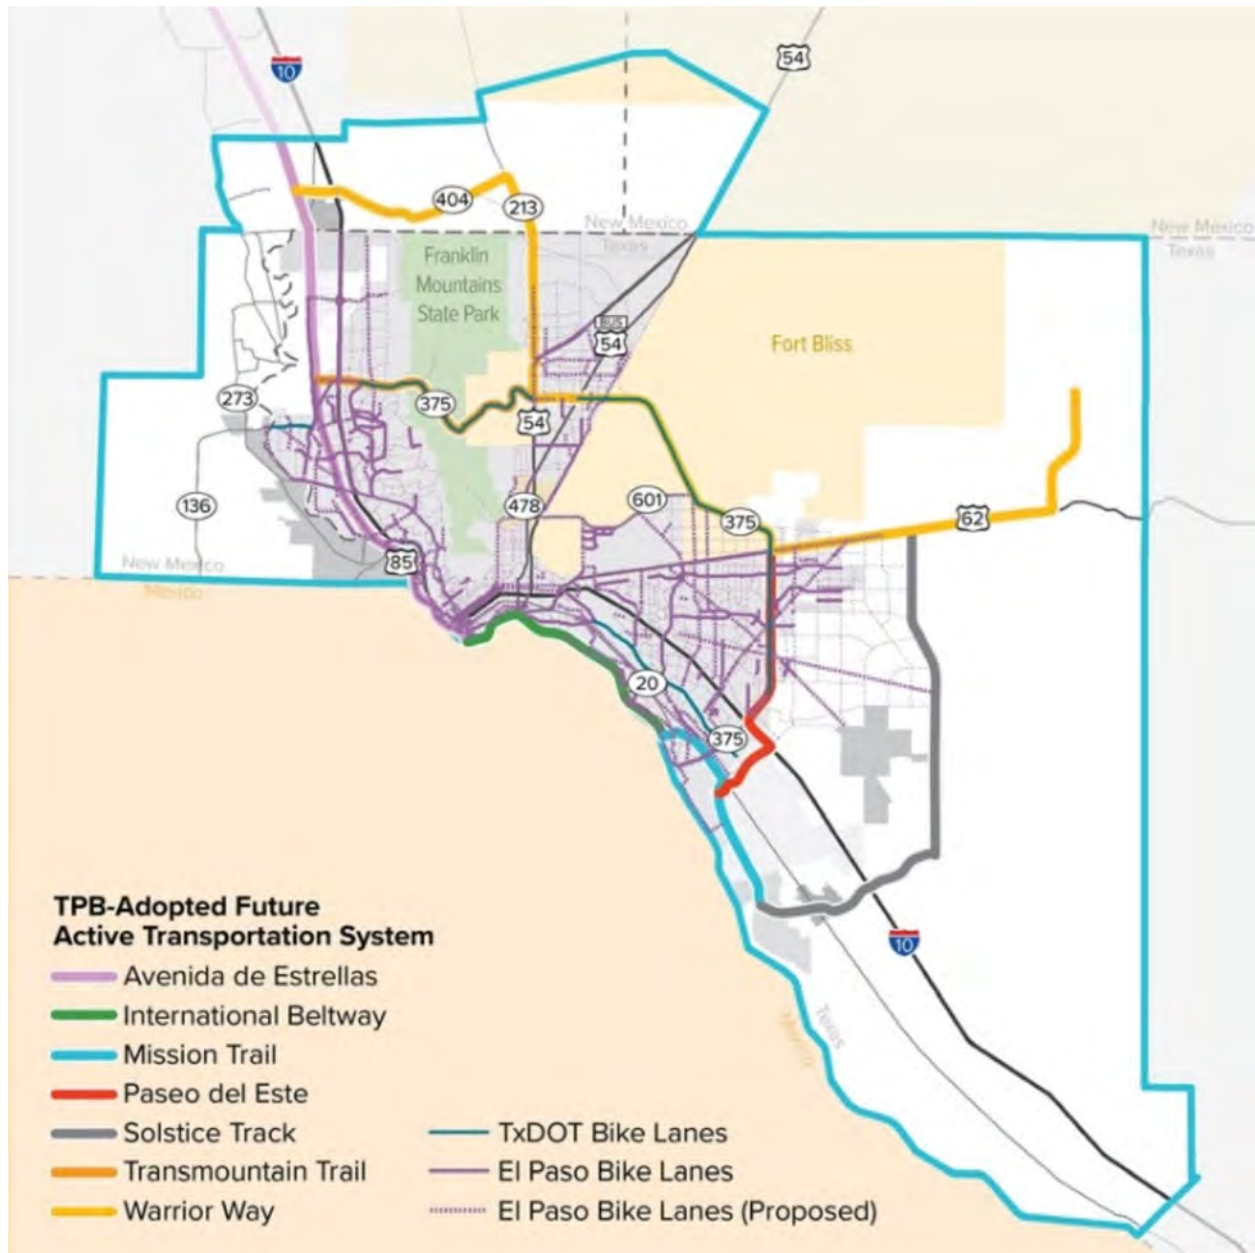 10
54
404
213
New Mexico
Texas
New Mexico
Texas
Franklin
Mountains
State Park
BUS
54
Fort Bliss
273
375
54
136
478
601
375
62
New Mexico
Mexico
85
20
375
10
Texas
Mexico
TPB-Adopted Future
Active Transportation System
Avenida de Estrellas
International Beltway
Mission Trail
Paseo del Este
Solstice Track
Transmountain Trail
Warrior Way
TxDOT Bike Lanes
El Paso Bike Lanes
El Paso Bike Lanes (Proposed)